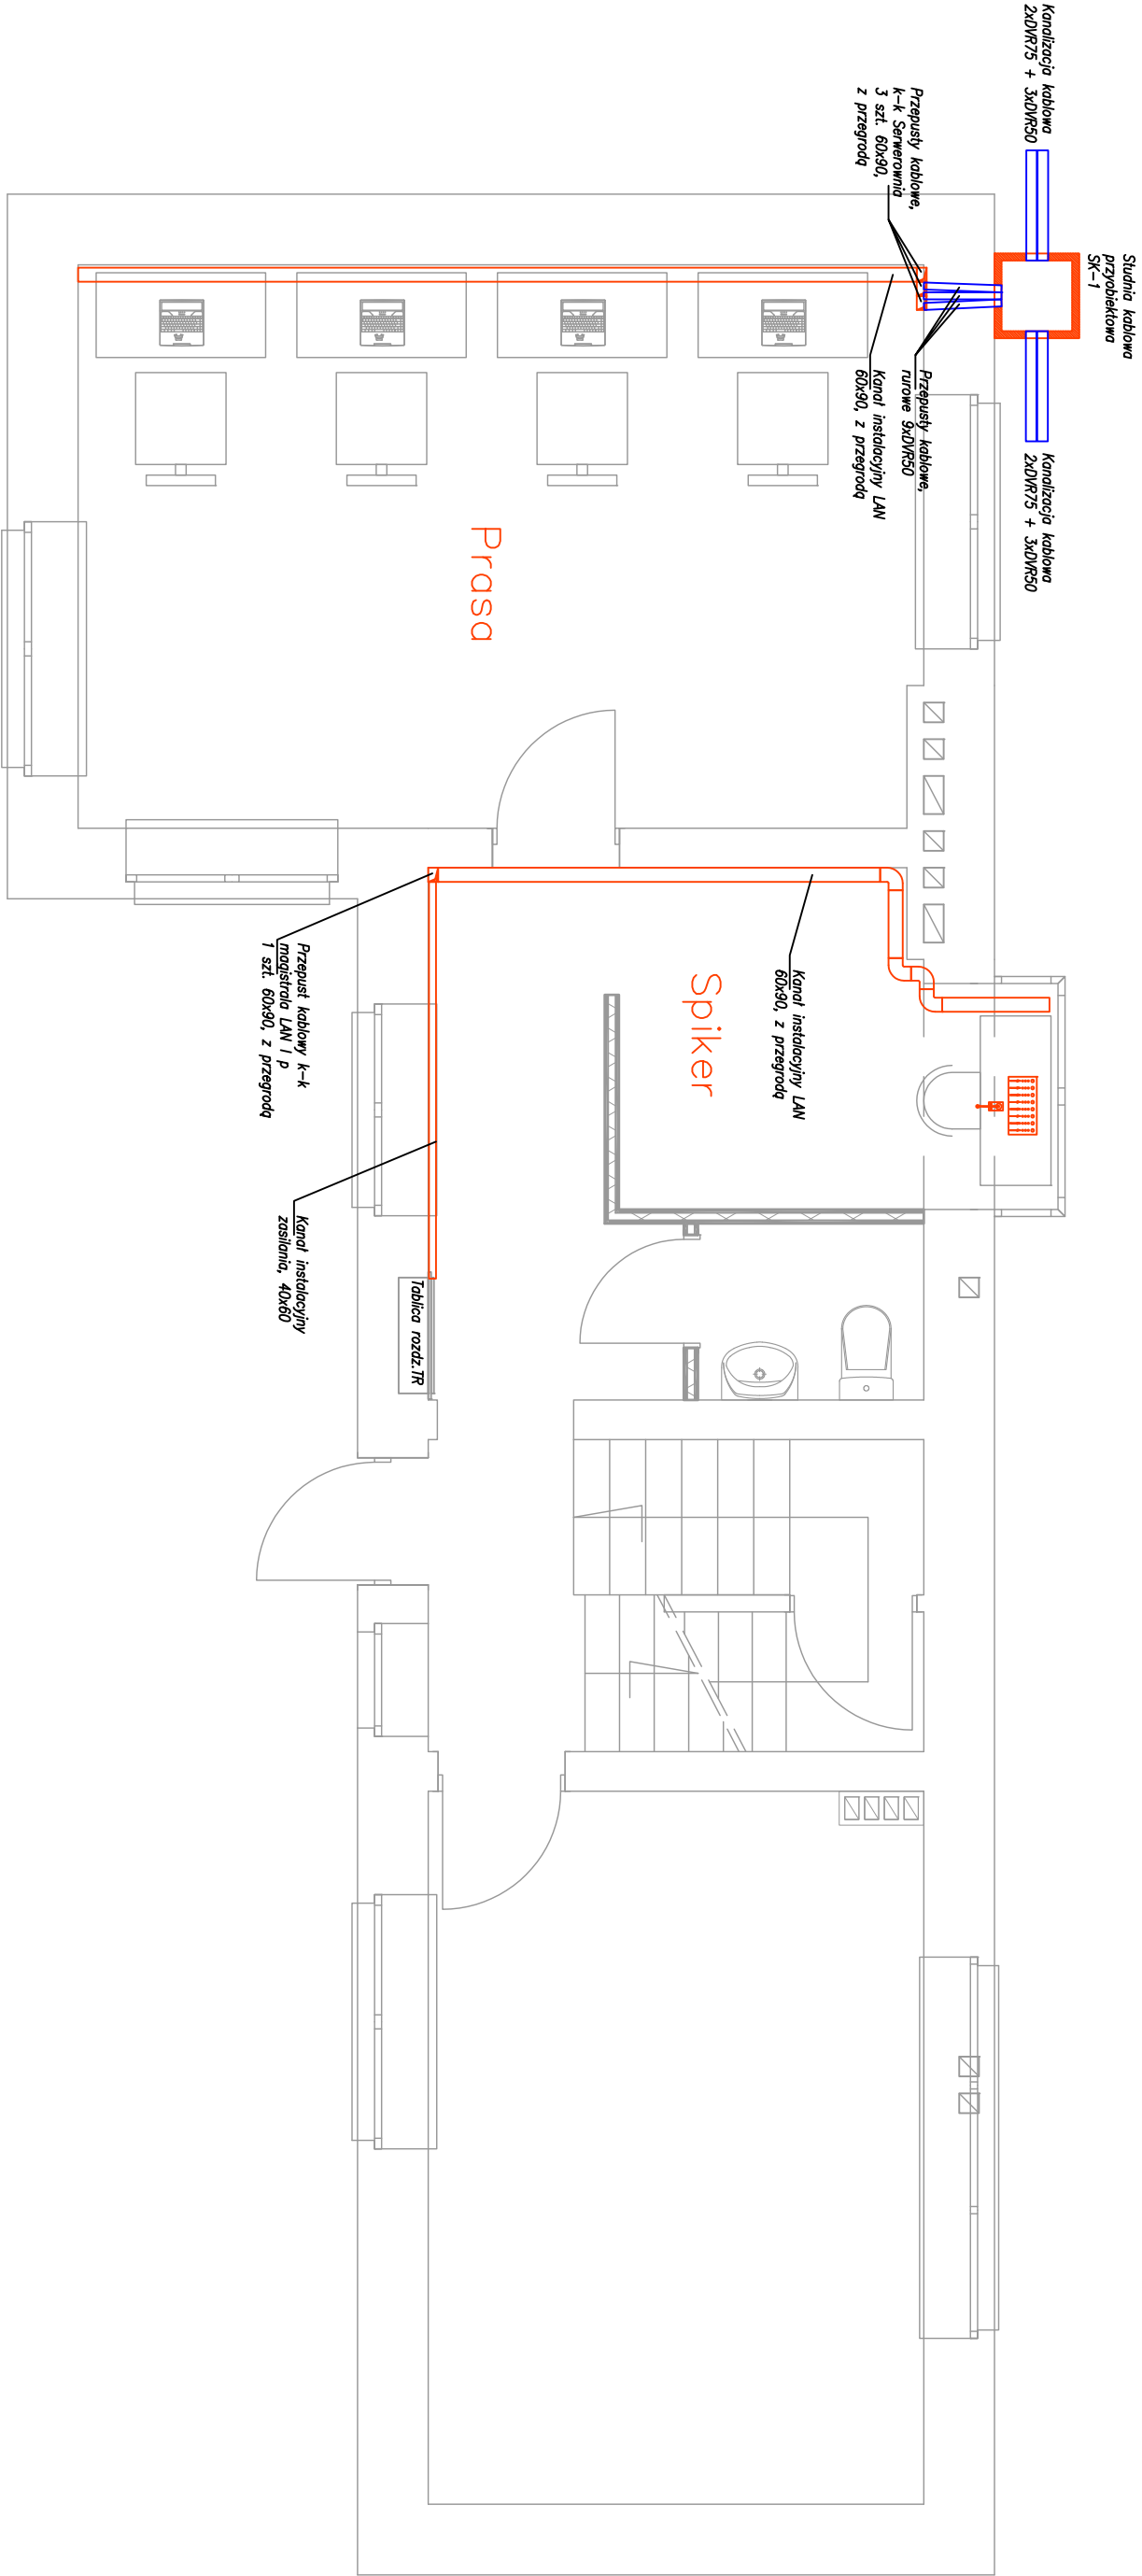 Studnia kablowa
przyobiektowa
SK-1
Kanalizacja kablowa
2xDVR75 + 3xDVR50
Kanalizacja kablowa
2xDVR75 + 3xDVR50
Przepusty kablowe,
k-k Serwerownia
3 szt. 60x90,
z przegrodą
Przepusty kablowe,
rurowe 9xDVR50
Kanał instalacyjny LAN
60x90, z przegrodą
Prasa
Kanał instalacyjny LAN
60x90, z przegrodą
Spiker
Przepust kablowy k-k
magistrala LAN I p
1 szt. 60x90, z przegrodą
Kanał instalacyjny
zasilania, 40x60
Tablica rozdz.TR